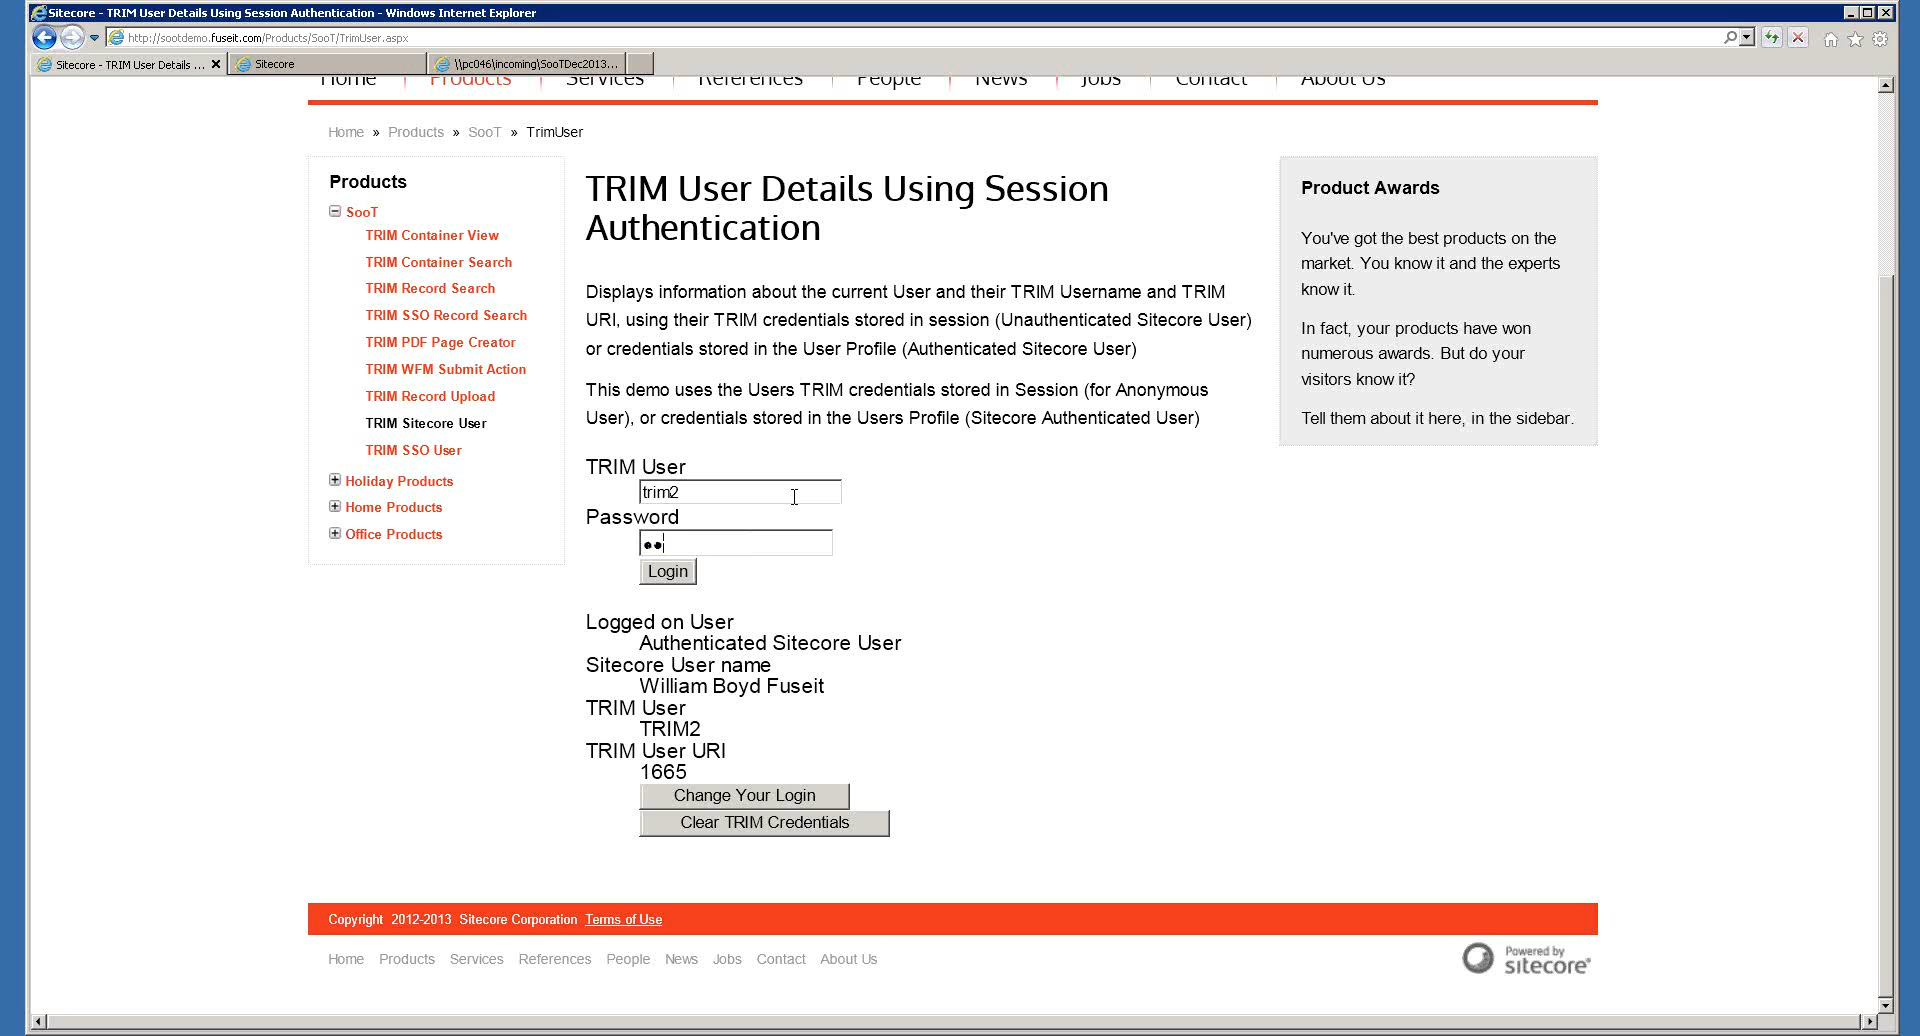 Sitecore - TRIM User Details Using Session Authentication - Windows Internet Explorer
http://sootdemo.fuseit.com/Products/SooT/TrimUser.aspx
Sitecore - TRIM User Details ...
Sitecore
\\pc046\incoming\SooTDec2013...
Home Products Services References People News Jobs Contact About Us
Home » Products » SooT » TrimUser
Products
SooT
TRIM Container View
TRIM Container Search
TRIM Record Search
TRIM SSO Record Search
TRIM PDF Page Creator
TRIM WFM Submit Action
TRIM Record Upload
TRIM Sitecore User
TRIM SSO User
Holiday Products
Home Products
Office Products
TRIM User Details Using Session
Authentication
Displays information about the current User and their TRIM Username and TRIM
URI, using their TRIM credentials stored in session (Unauthenticated Sitecore User)
or credentials stored in the User Profile (Authenticated Sitecore User)
This demo uses the Users TRIM credentials stored in Session (for Anonymous
User), or credentials stored in the Users Profile (Sitecore Authenticated User)
TRIM User
trim2
Password
Login
Logged on User
Authenticated Sitecore User
Sitecore User name
William Boyd Fuseit
TRIM User
TRIM2
TRIM User URI
1665
Change Your Login
Clear TRIM Credentials
Product Awards
You've got the best products on the
market. You know it and the experts
know it.
In fact, your products have won
numerous awards. But do your
visitors know it?
Tell them about it here, in the sidebar.
Copyright 2012-2013 Sitecore Corporation Terms of Use
Home Products Services References People News Jobs Contact About Us
Powered by
sitecore